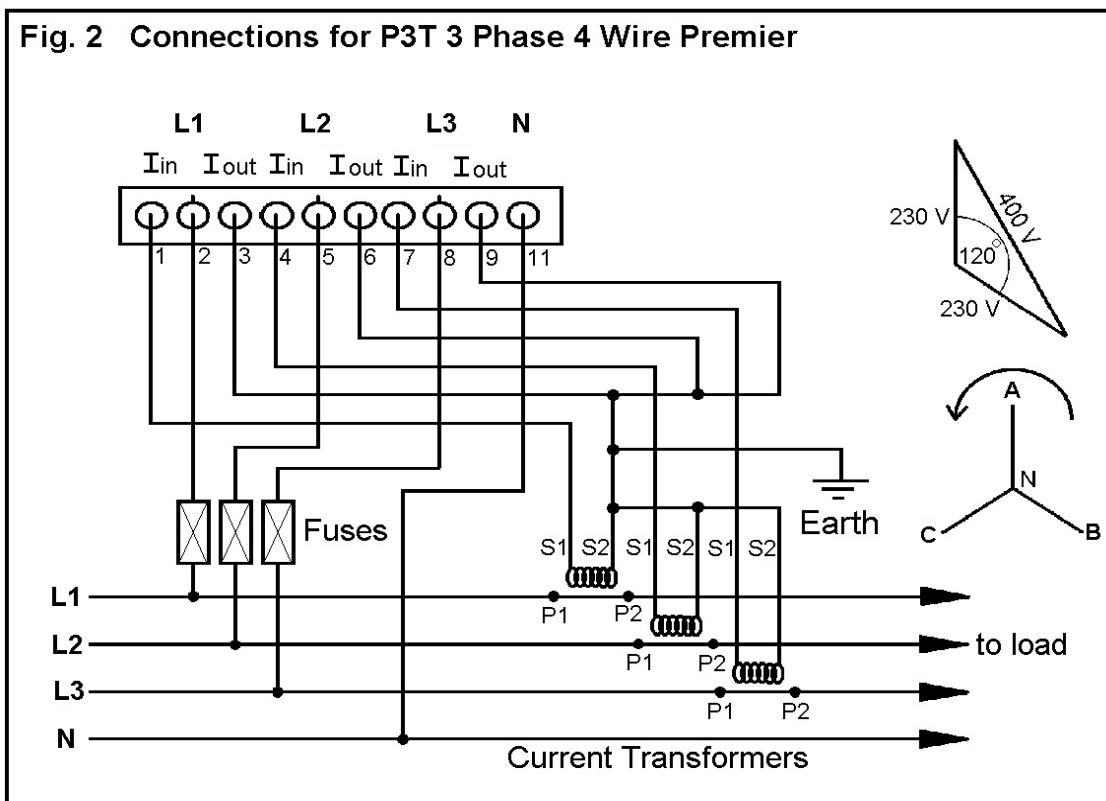 Fig. 2 Connections for P3T 3 Phase 4 Wire Premier
L1 L2 L3 N
Iin Iout Iin Iout Iin Iout
1 2 3 4 5 6 7 8 9 11
230 V
400 V
120°
230 V
A
N
C
B
Fuses
Earth
S1 S2 S1 S2 S1 S2
L1
P1 P2
L2
P1 P2
to load
L3
P1 P2
N
Current Transformers